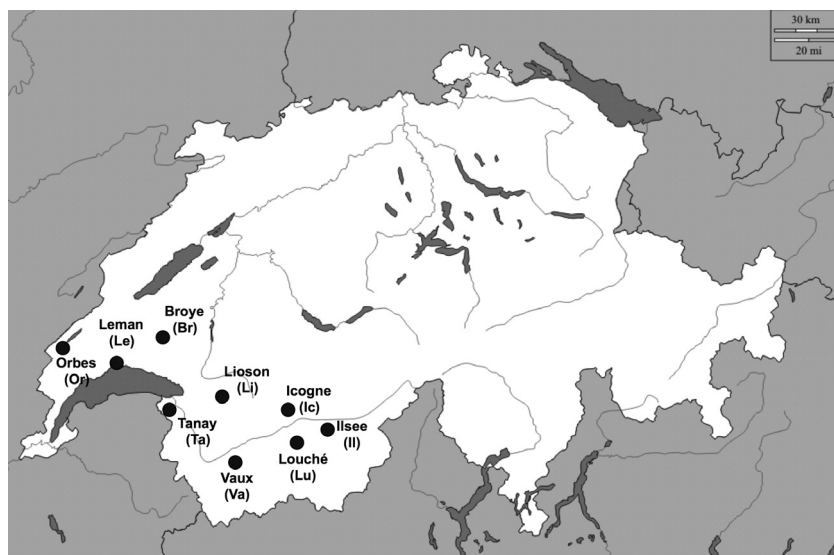 30 km
20 mi
Broye
(Br)
Leman
(Le)
Orbes
(Or)
Lioson
(Li)
Icogne
(Ic)
Tanay
(Ta)
Ilsee
(Il)
Louché
(Lu)
Vaux
(Va)